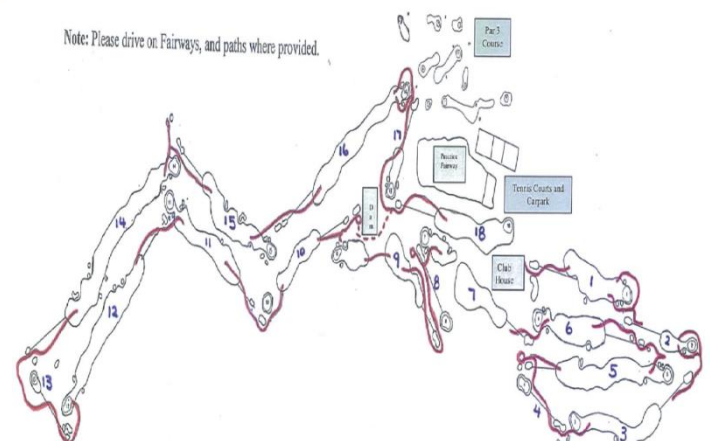 Note: Please drive on Fairways, and paths where provided.
Par 3
Course
16
17
Practice
Fairway
Tennis Courts and
Carpark
14
15
D
a
m
18
11
10
9
8
Club
House
1
7
12
6
2
13
5
4
3